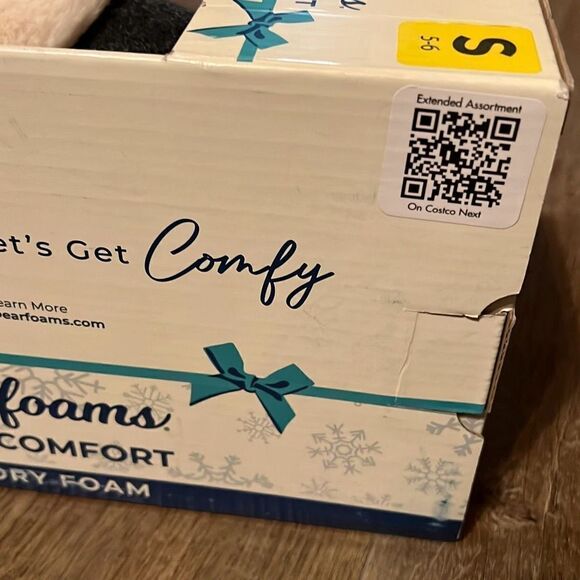 S
5-6
Extended Assortment
On Costco Next
et's Get Comfy
earn More
earfoams.com
foams®
COMFORT
ORY FOAM